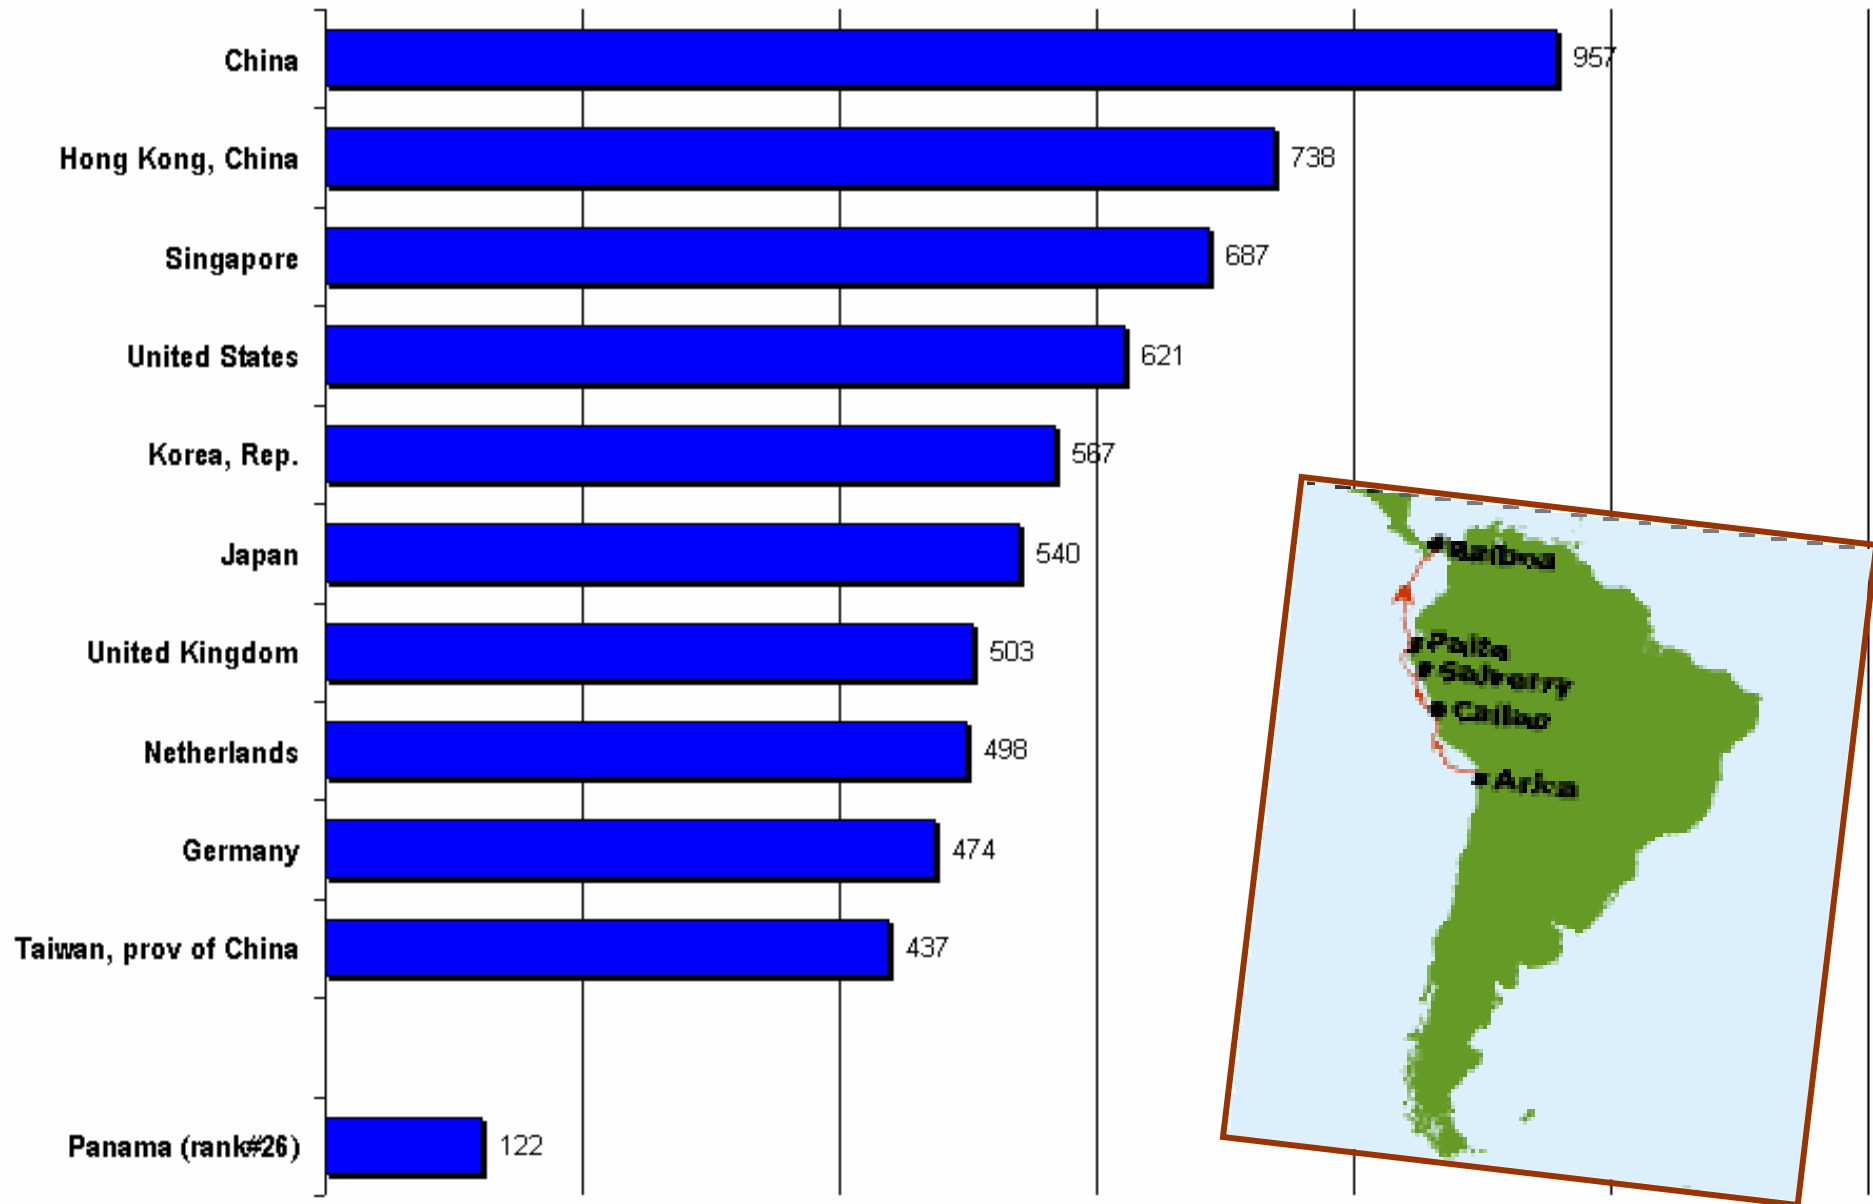 China 957
Hong Kong, China 738
Singapore 687
United States 621
Korea, Rep. 567
Japan 540
United Kingdom 503
Netherlands 498
Germany 474
Taiwan, prov of China 437
Panama (rank#26) 122
Balboa
Paita
Salverry
Callao
Arica